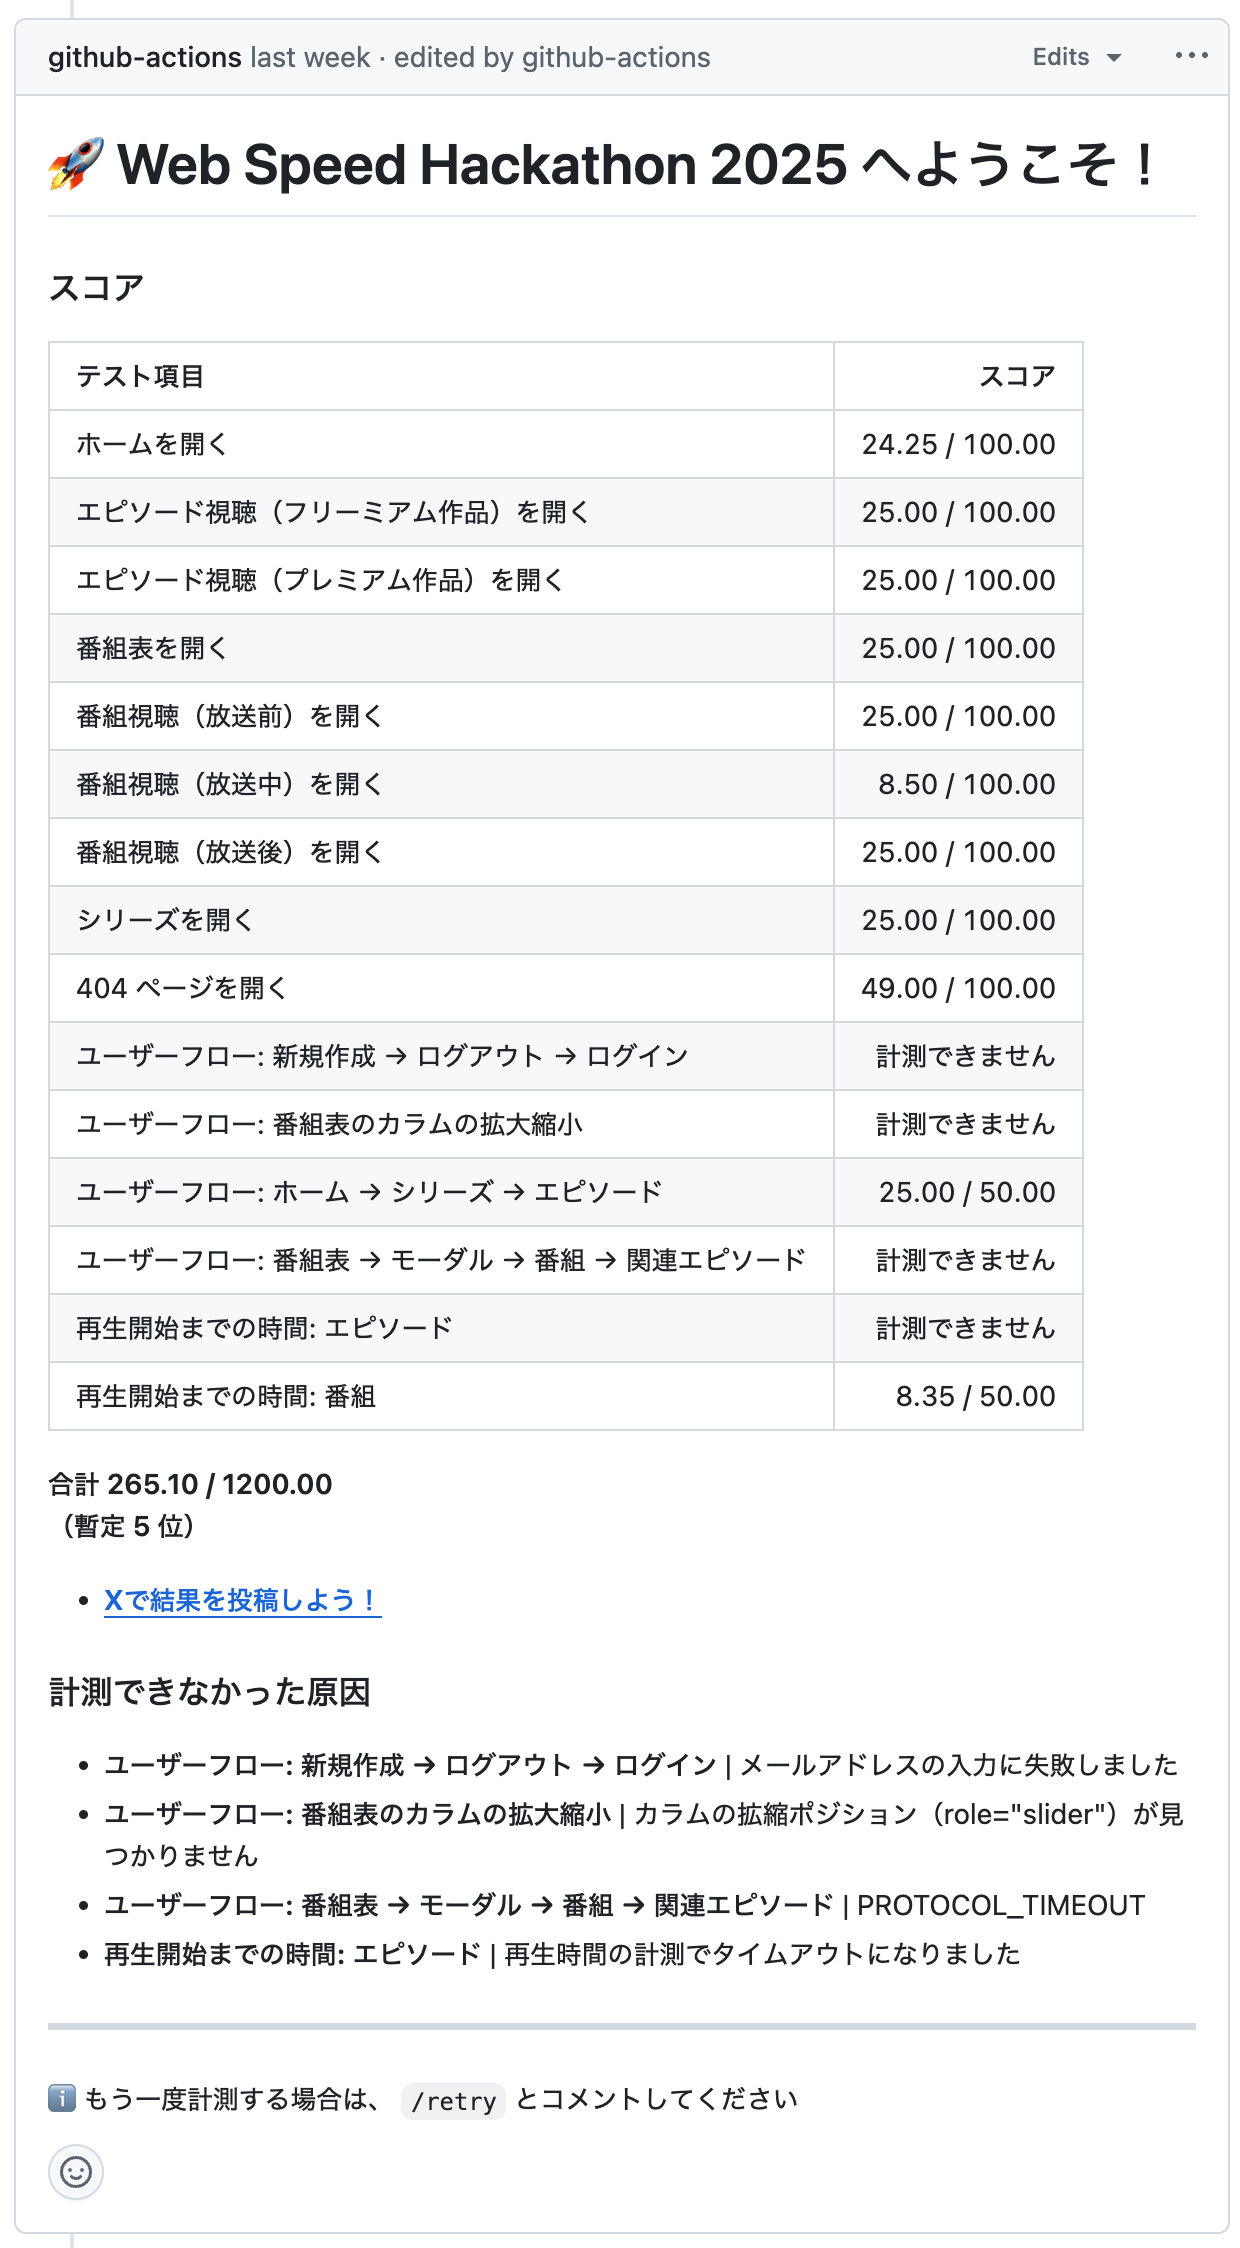 github-actions last week · edited by github-actions Edits
🚀 Web Speed Hackathon 2025 へようこそ！
スコア
テスト項目 スコア
ホームを開く 24.25 / 100.00
エピソード視聴（フリーミアム作品）を開く 25.00 / 100.00
エピソード視聴（プレミアム作品）を開く 25.00 / 100.00
番組表を開く 25.00 / 100.00
番組視聴（放送前）を開く 25.00 / 100.00
番組視聴（放送中）を開く 8.50 / 100.00
番組視聴（放送後）を開く 25.00 / 100.00
シリーズを開く 25.00 / 100.00
404 ページを開く 49.00 / 100.00
ユーザーフロー: 新規作成 → ログアウト → ログイン 計測できません
ユーザーフロー: 番組表のカラムの拡大縮小 計測できません
ユーザーフロー: ホーム → シリーズ → エピソード 25.00 / 50.00
ユーザーフロー: 番組表 → モーダル → 番組 → 関連エピソード 計測できません
再生開始までの時間: エピソード 計測できません
再生開始までの時間: 番組 8.35 / 50.00
合計 265.10 / 1200.00
（暫定 5 位）
• Xで結果を投稿しよう！
計測できなかった原因
• ユーザーフロー: 新規作成 → ログアウト → ログイン | メールアドレスの入力に失敗しました
• ユーザーフロー: 番組表のカラムの拡大縮小 | カラムの拡縮ポジション（role="slider"）が見
つかりません
• ユーザーフロー: 番組表 → モーダル → 番組 → 関連エピソード | PROTOCOL_TIMEOUT
• 再生開始までの時間: エピソード | 再生時間の計測でタイムアウトになりました
ℹ️ もう一度計測する場合は、 /retry とコメントしてください